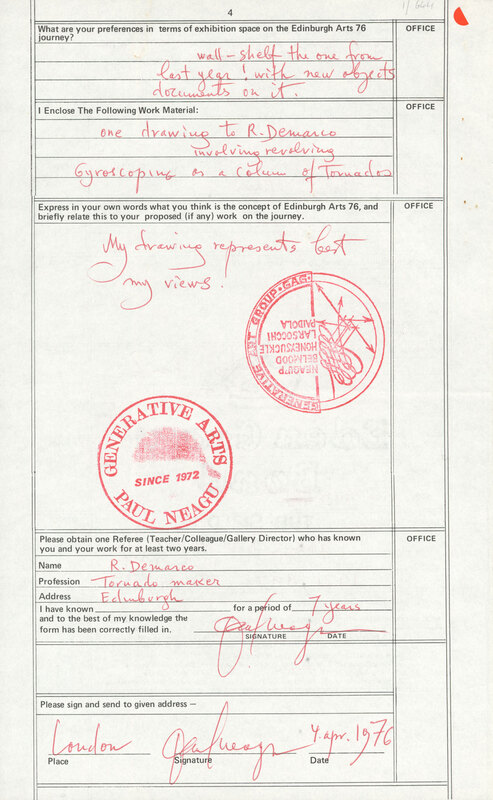 4
1/664
What are your preferences in terms of exhibition space on the Edinburgh Arts 76
journey?
OFFICE
wall-shelf the one from
last year! with new objects
documents on it.
I Enclose The Following Work Material:
OFFICE
one drawing to R. Demarco
involving revolving
Gyroscoping as a colum of Tornados
Express in your own words what you think is the concept of Edinburgh Arts 76, and
briefly relate this to your proposed (if any) work on the journey.
OFFICE
My drawing represents best
my views.
GENERATIVE ART GROUP·GAG·
NEAGU'P
BELMOOD
HONEYSUCKLE
LARSOCCHI
PAIDOLA
GENERATIVE ARTS
SINCE 1972
PAUL NEAGU
Please obtain one Referee (Teacher/Colleague/Gallery Director) who has known
you and your work for at least two years.
OFFICE
Name R. Demarco
Profession Tornado maker
Address Edinburgh
I have known for a period of 7 years
and to the best of my knowledge the
form has been correctly filled in.
SIGNATURE DATE
Please sign and send to given address –
London 4 apr. 1976
Place Signature Date